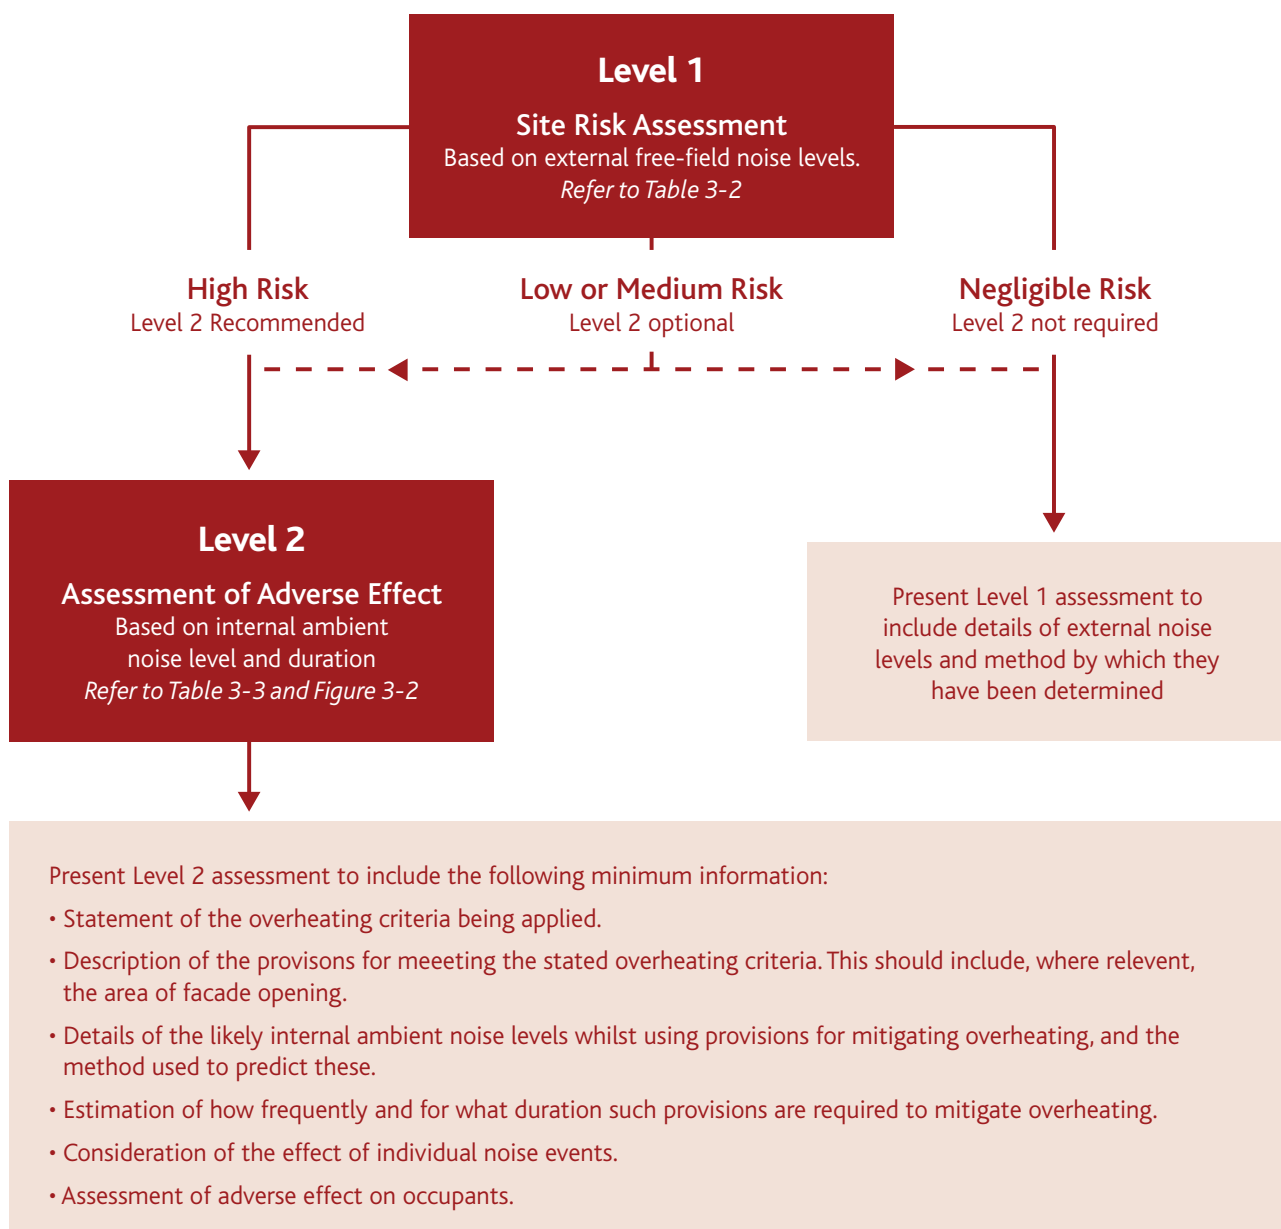 Level 1
Site Risk Assessment
Based on external free-field noise levels.
Refer to Table 3-2
High Risk
Level 2 Recommended
Low or Medium Risk
Level 2 optional
Negligible Risk
Level 2 not required
Level 2
Assessment of Adverse Effect
Based on internal ambient
noise level and duration
Refer to Table 3-3 and Figure 3-2
Present Level 1 assessment to
include details of external noise
levels and method by which they
have been determined
Present Level 2 assessment to include the following minimum information:
• Statement of the overheating criteria being applied.
• Description of the provisons for meeeting the stated overheating criteria. This should include, where relevent,
the area of facade opening.
• Details of the likely internal ambient noise levels whilst using provisions for mitigating overheating, and the
method used to predict these.
• Estimation of how frequently and for what duration such provisions are required to mitigate overheating.
• Consideration of the effect of individual noise events.
• Assessment of adverse effect on occupants.